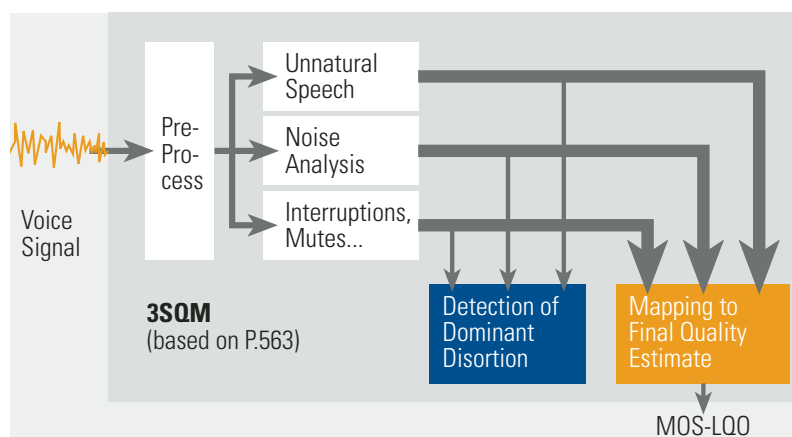 Unnatural
Speech
Pre-
Pro-
cess
Noise
Analysis
Interruptions,
Mutes...
Voice
Signal
3SQM
(based on P.563)
Detection of
Dominant
Disortion
Mapping to
Final Quality
Estimate
MOS-LQO